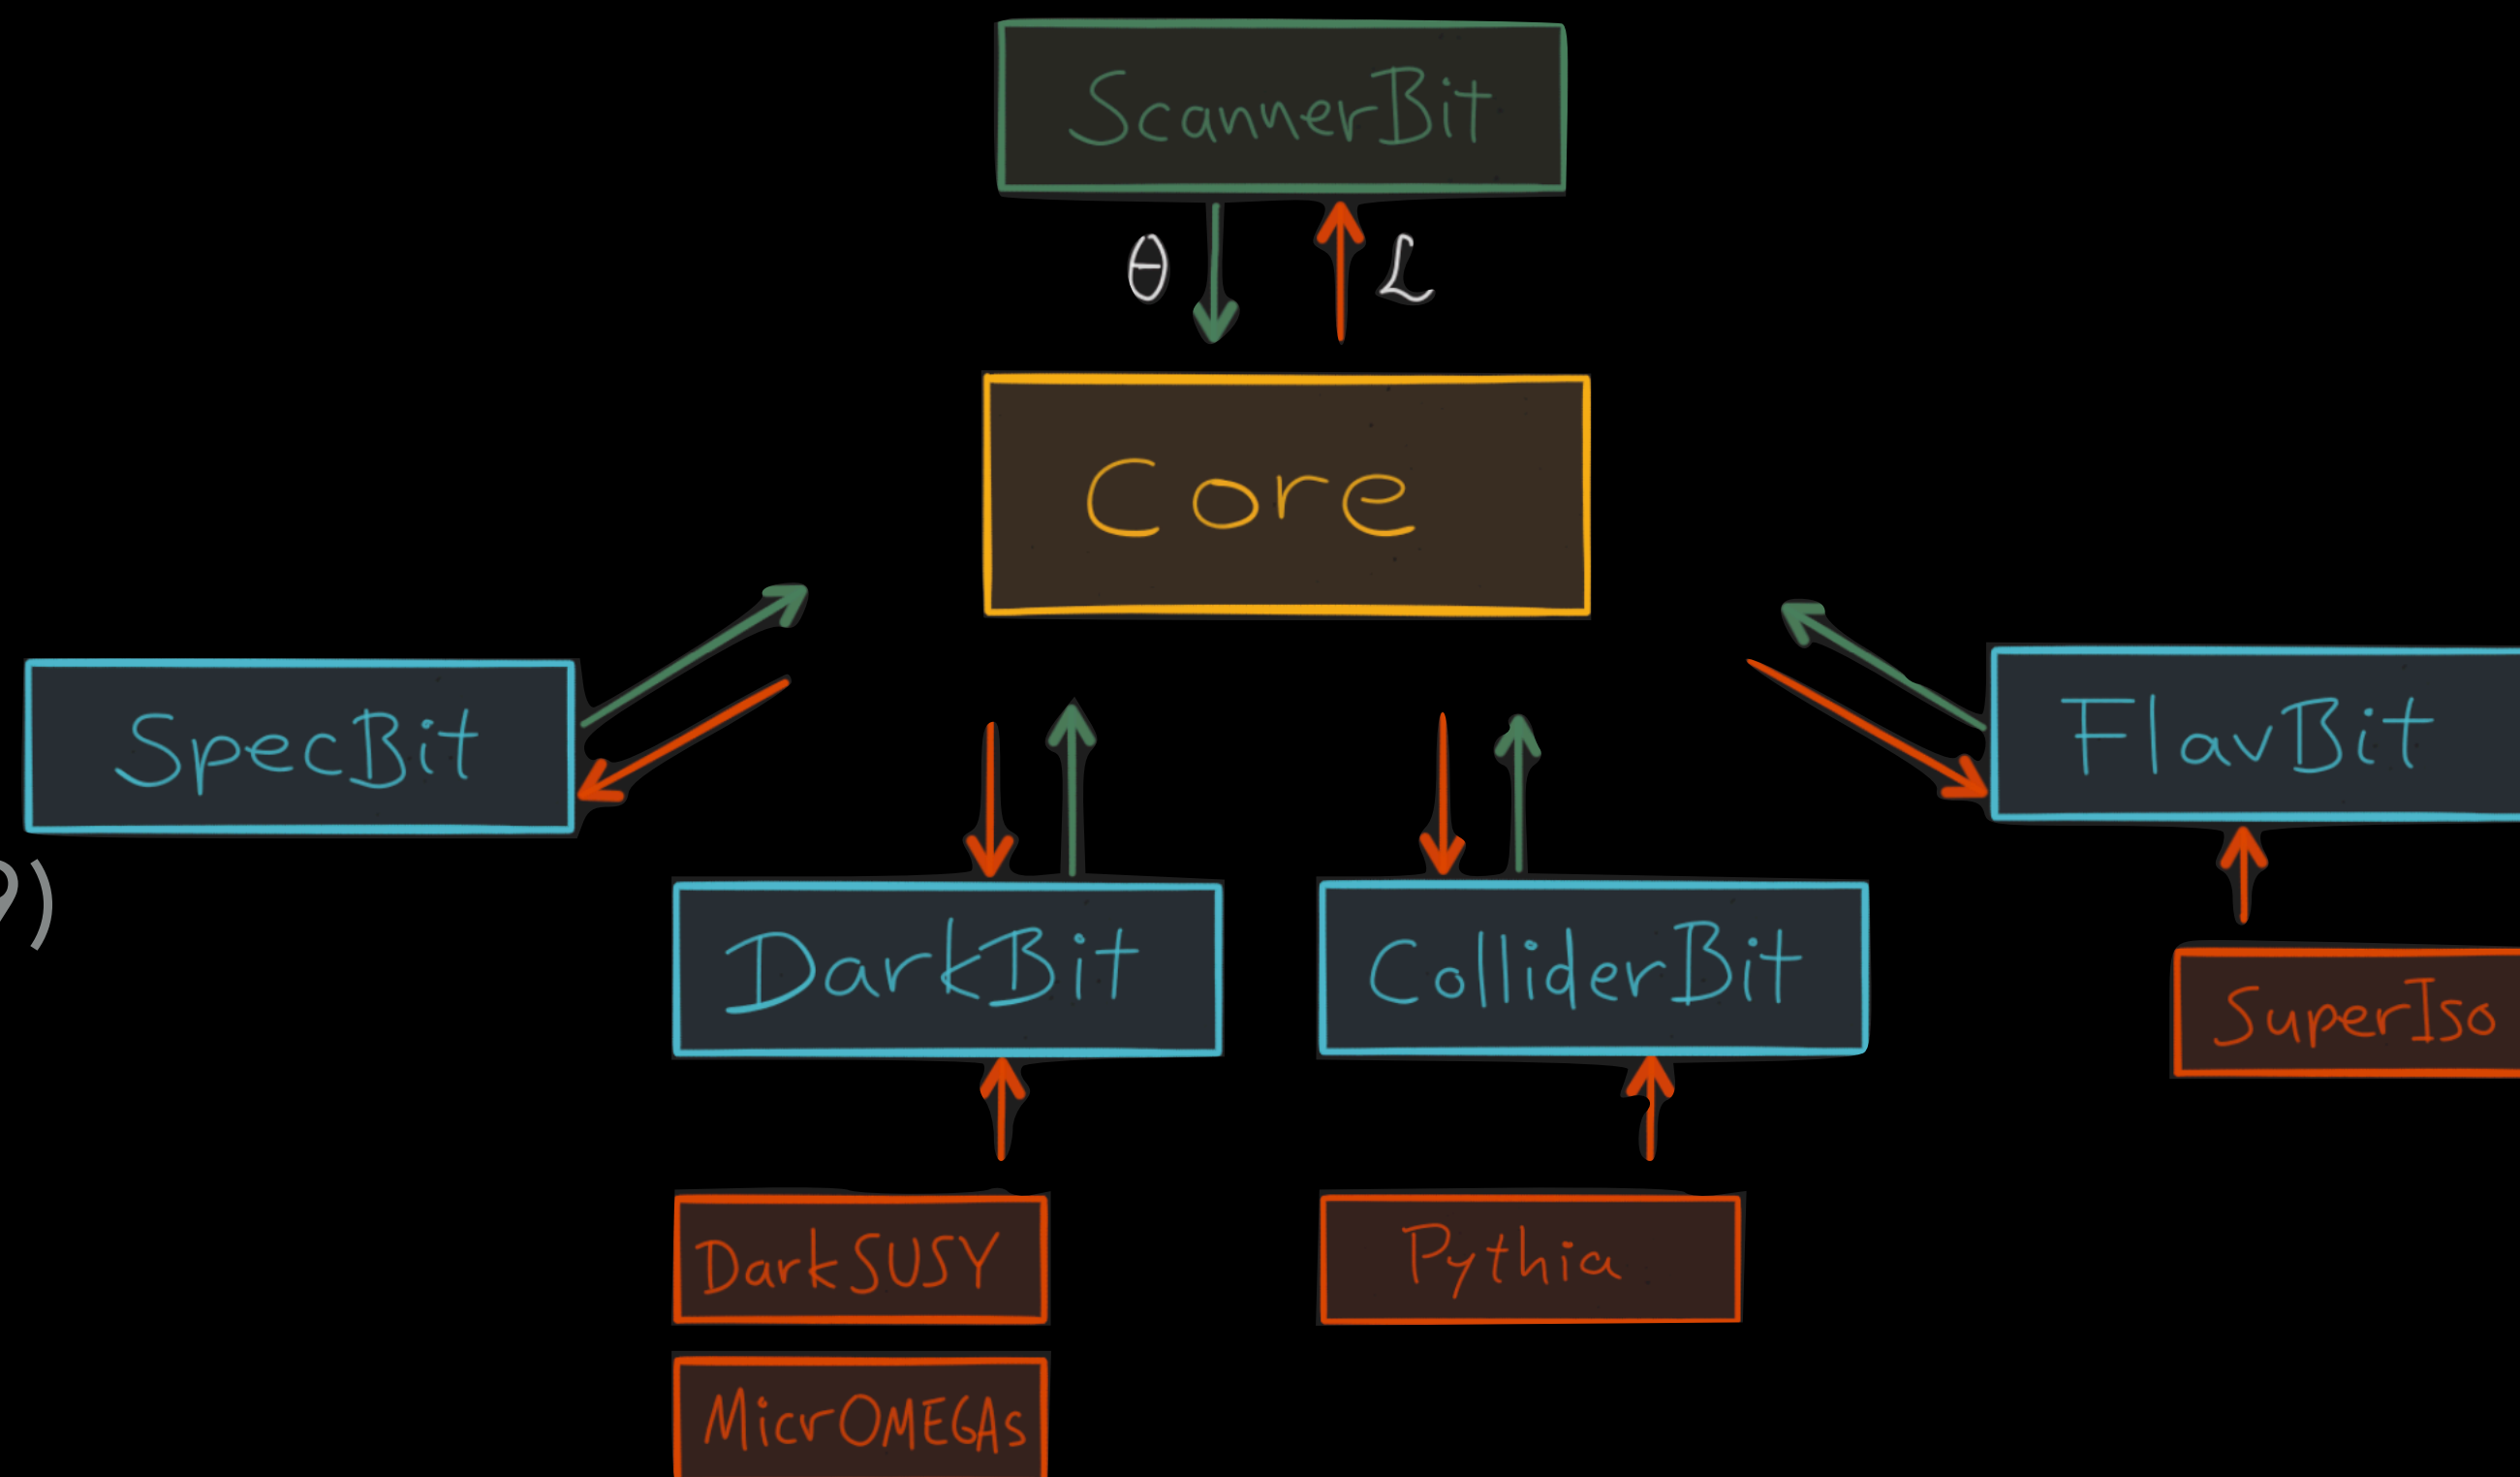 ScannerBit
θ ℒ
Core
SpecBit
FlavBit
DarkBit
ColliderBit
SuperIso
DarkSUSY
Pythia
MicrOMEGAs